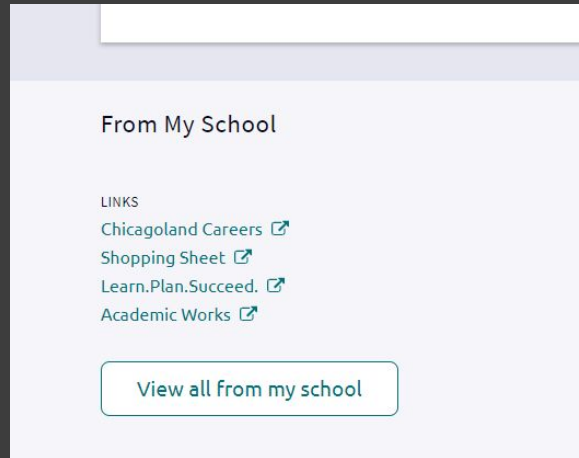 From My School
LINKS
Chicagoland Careers
Shopping Sheet
Learn.Plan.Succeed.
Academic Works
View all from my school